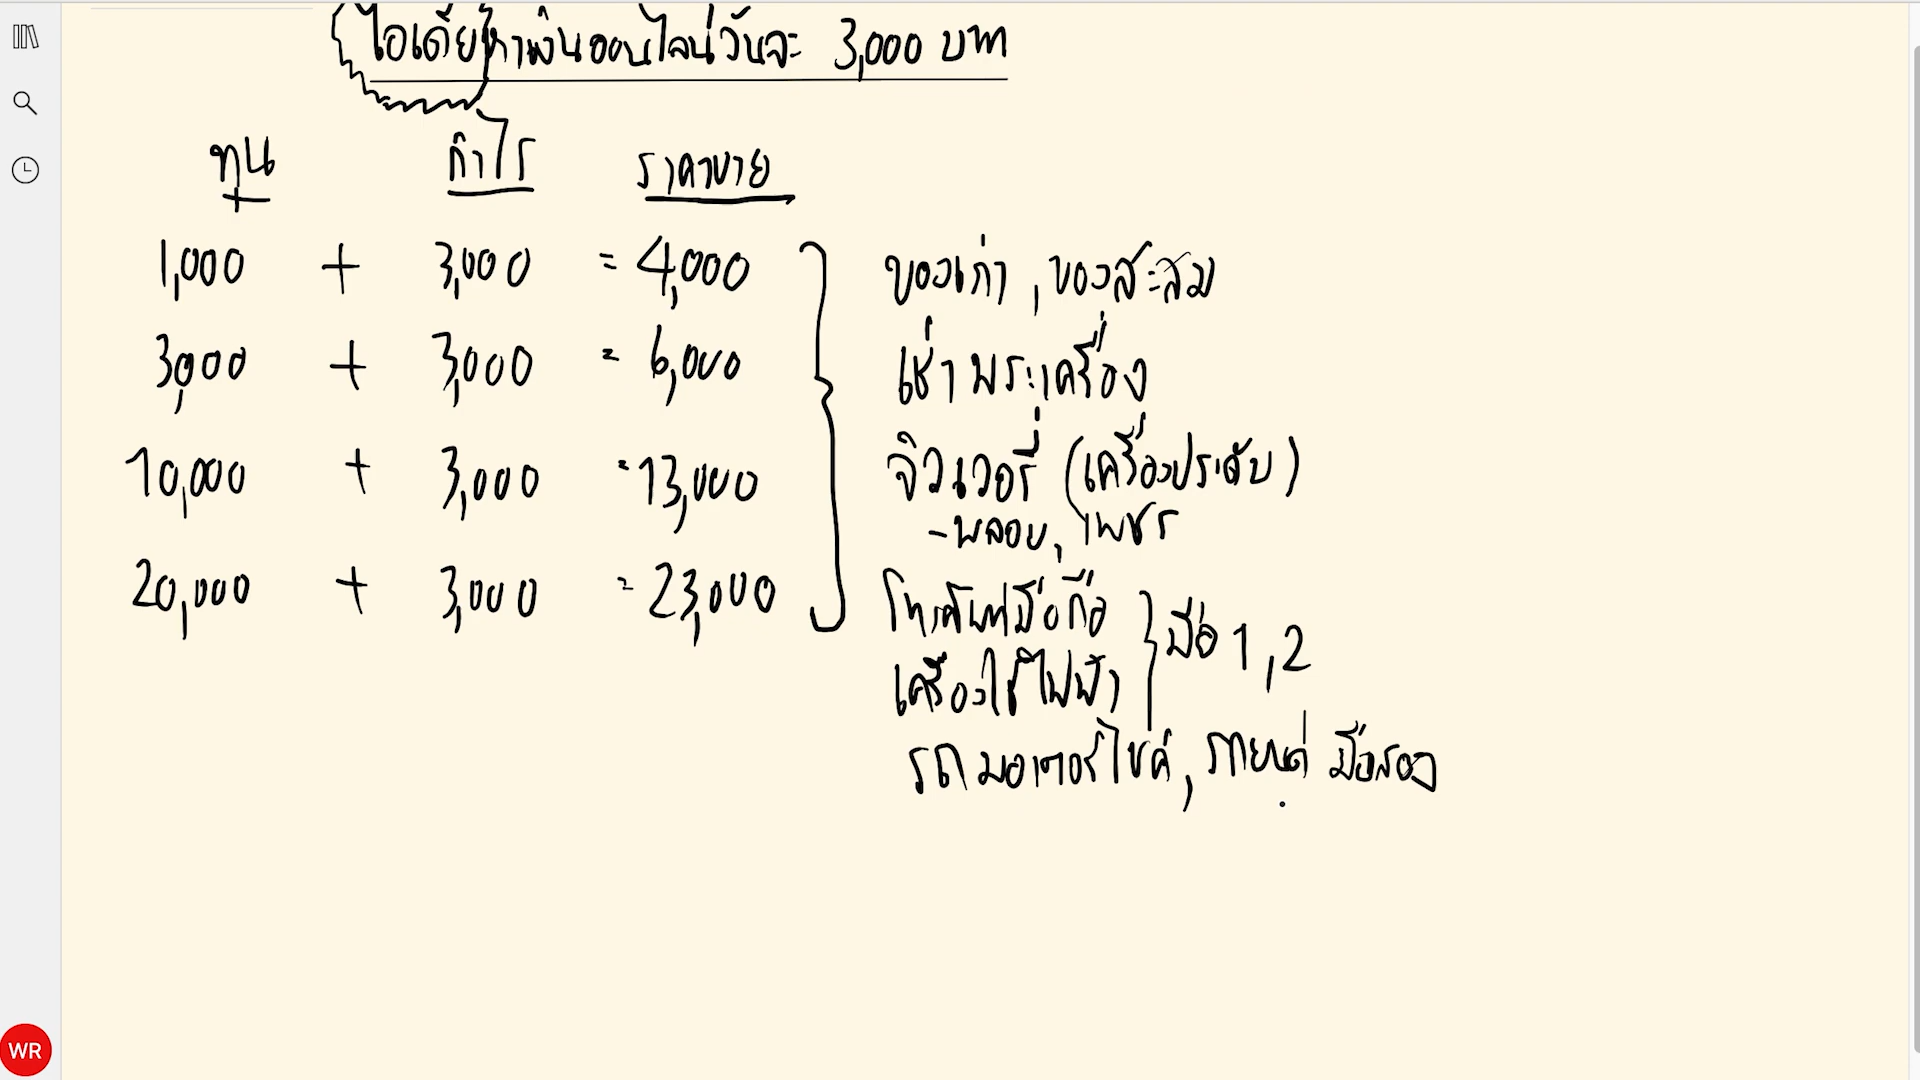 ไอเดียทำเงินออนไลน์วันละ 3,000 บาท
ทุน กำไร ราคาขาย
1,000 + 3,000 = 4,000
3,000 + 3,000 = 6,000
10,000 + 3,000 = 13,000
20,000 + 3,000 = 23,000
ของเก่า, ของสะสม
เช่าพระเครื่อง
จิวเวอรี่ (เครื่องประดับ)
-พลอย, เพชร
โทรศัพท์มือถือ
เครื่องใช้ไฟฟ้า
มือ 1, 2
รถมอเตอร์ไซค์, รถยนต์ มือสอง
WR